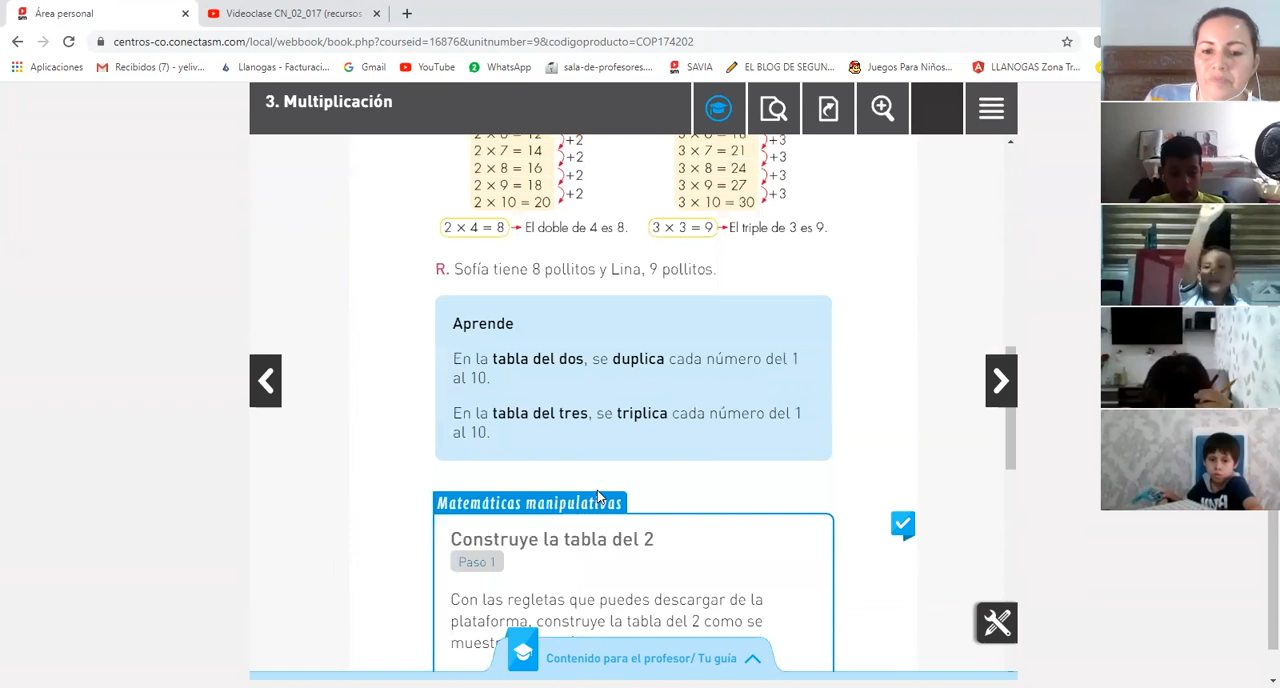 Área personal
Videoclase CN_02_017 (recursos
centros-co.conectasm.com/local/webbook/book.php?courseid=16876&unitnumer=9&codigoproducto=COP174202
Aplicaciones
Recibidos (7) - yeliv...
Llanogas - Facturaci...
Gmail
YouTube
WhatsApp
sala-de-profesores....
SAVIA
EL BLOG DE SEGUN...
Juegos Para Niños...
LLANOGAS Zona Tr...
3. Multiplicación
2 × 6 = 12
3 × 6 = 18
+2
+3
2 × 7 = 14
3 × 7 = 21
+2
+3
2 × 8 = 16
3 × 8 = 24
+2
+3
2 × 9 = 18
3 × 9 = 27
+2
+3
2 × 10 = 20
3 × 10 = 30
2 × 4 = 8 → El doble de 4 es 8.
3 × 3 = 9 → El triple de 3 es 9.
R. Sofía tiene 8 pollitos y Lina, 9 pollitos.
Aprende
En la tabla del dos, se duplica cada número del 1
al 10.
En la tabla del tres, se triplica cada número del 1
al 10.
Matemáticas manipulativas
Construye la tabla del 2
Paso 1
Con las regletas que puedes descargar de la
plataforma, construye la tabla del 2 como se
Contenido para el profesor/ Tu guía